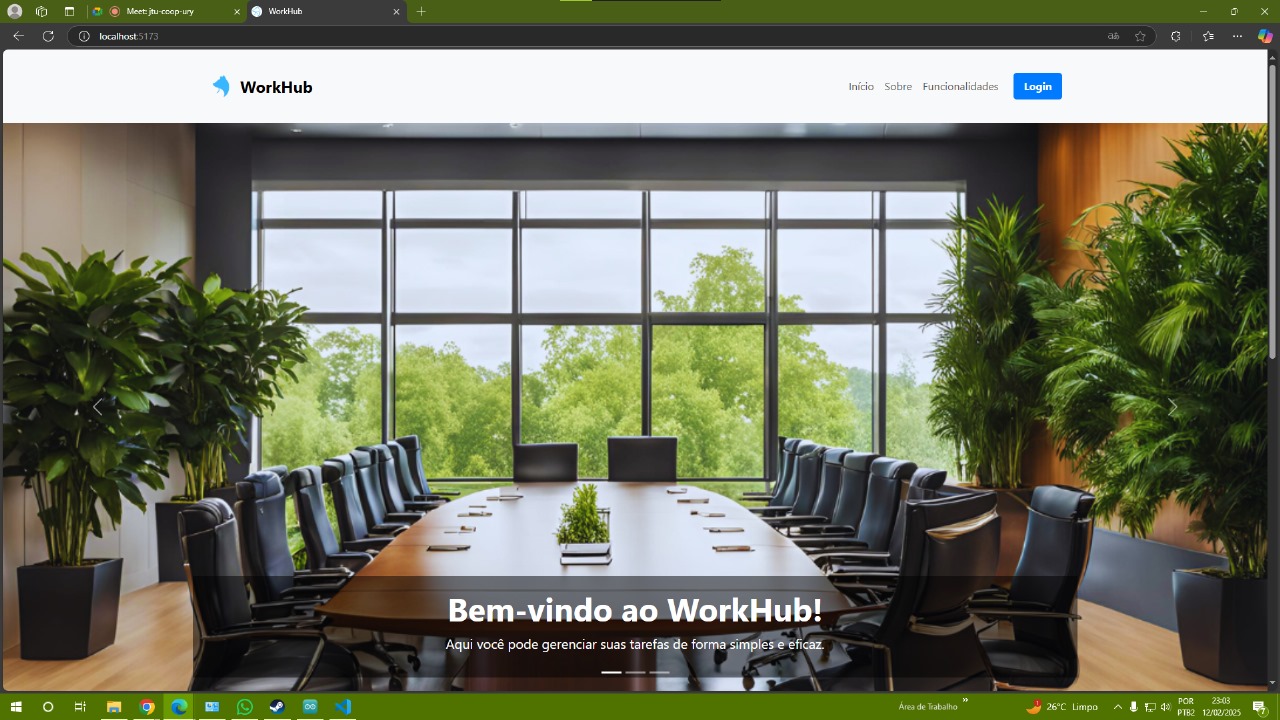 Meet: jtu-coop-ury
WorkHub
localhost:5173
WorkHub
Início
Sobre
Funcionalidades
Login
Bem-vindo ao WorkHub!
Aqui você pode gerenciar suas tarefas de forma simples e eficaz.
Área de Trabalho
26°C Limpo
POR
PTB2
23:03
12/02/2025
7